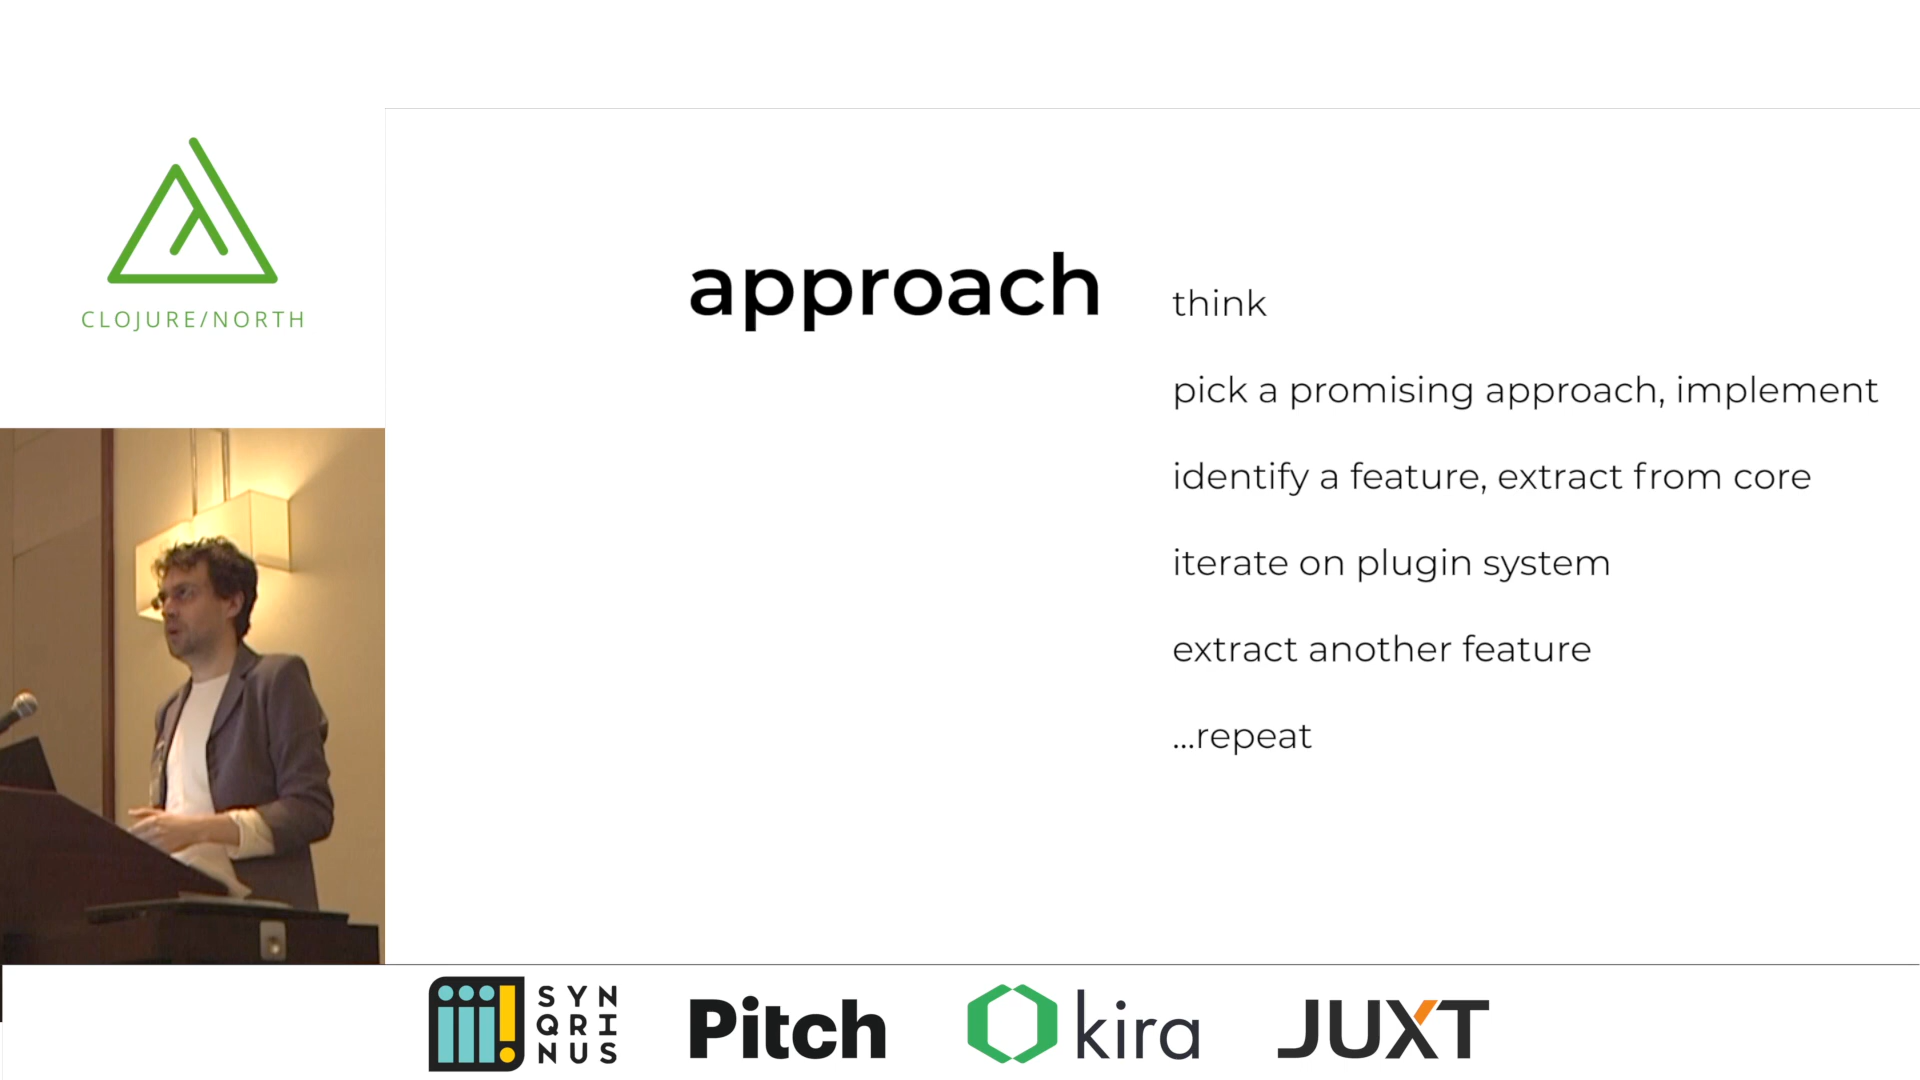 CLOJURE/NORTH
approach
think
pick a promising approach, implement
identify a feature, extract from core
iterate on plugin system
extract another feature
...repeat
SYN
QRI
NUS
Pitch
kira
JUXT